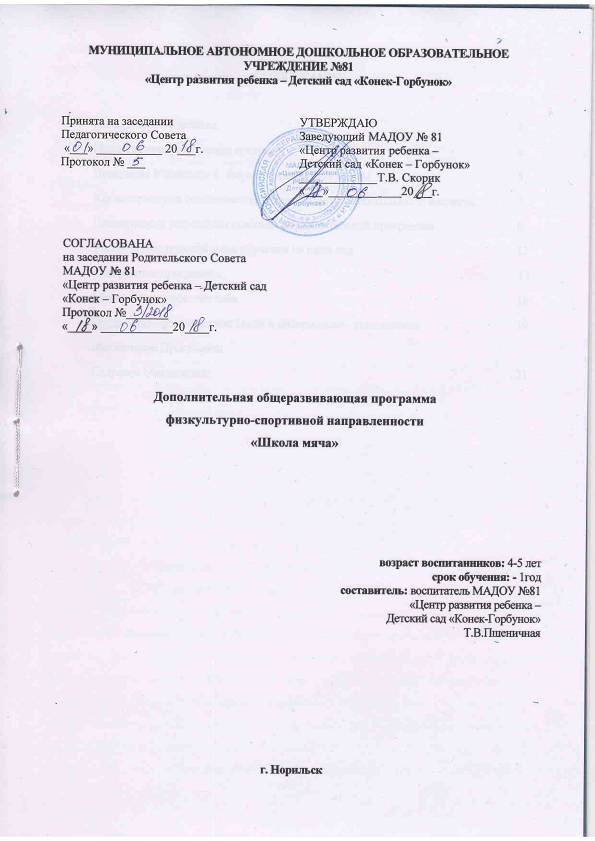 МУНИЦИПАЛЬНОЕ АВТОНОМНОЕ ДОШКОЛЬНОЕ ОБРАЗОВАТЕЛЬНОЕ
УЧРЕЖДЕНИЕ №81
«Центр развития ребенка – Детский сад «Конек-Горбунок»
Принята на заседании
Педагогического Совета
«01» 06 2018г.
Протокол № 5
УТВЕРЖДАЮ
Заведующий МАДОУ № 81
«Центр развития ребенка –
Детский сад «Конек – Горбунок»
Т.В. Скорик
«18» 06 2018г.
СОГЛАСОВАНА
на заседании Родительского Совета
МАДОУ № 81
«Центр развития ребенка – Детский сад
«Конек – Горбунок»
Протокол № 3/2018
«18» 06 2018г.
Дополнительная общеразвивающая программа
физкультурно-спортивной направленности
«Школа мяча»
возраст воспитанников: 4-5 лет
срок обучения: - 1год
составитель: воспитатель МАДОУ №81
«Центр развития ребенка –
Детский сад «Конек-Горбунок»
Т.В.Пшеничная
г. Норильск